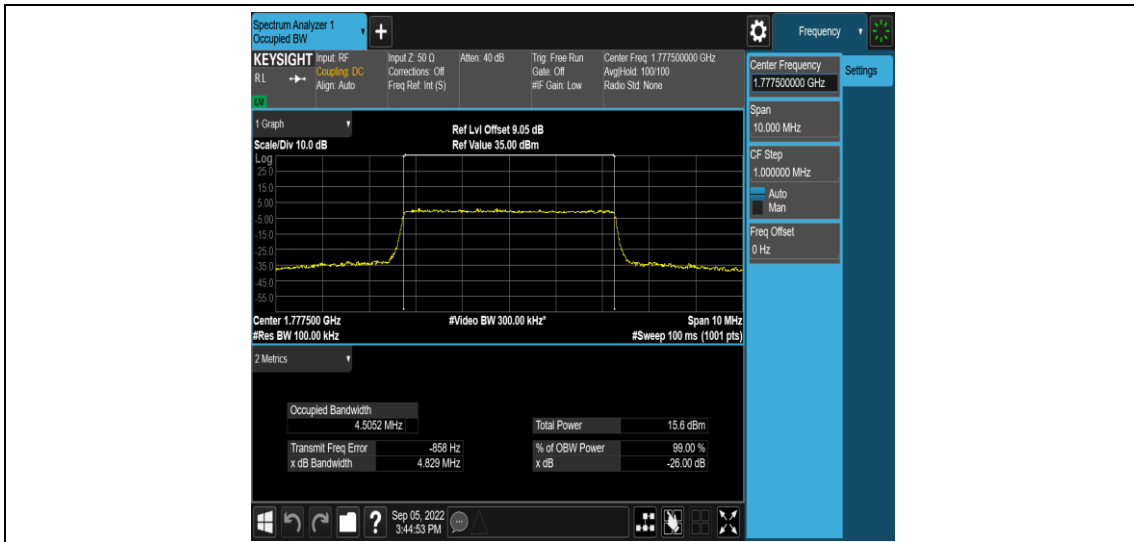 Spectrum Analyzer 1
Occupied BW
+
Frequency
KEYSIGHT
RL
LXI
Input: RF
Coupling: DC
Align: Auto
Input Z: 50 Ω
Corrections: Off
Freq Ref: Int (S)
Atten: 40 dB
Trig: Free Run
Gate: Off
#IF Gain: Low
Center Freq: 1.777500000 GHz
Avg|Hold: 100/100
Radio Std: None
Center Frequency
1.777500000 GHz
Settings
Span
10.000 MHz
CF Step
1.000000 MHz
Auto
Man
Freq Offset
0 Hz
1 Graph
Ref Lvl Offset 9.05 dB
Scale/Div 10.0 dB
Ref Value 35.00 dBm
Log
25.0
15.0
5.00
-5.00
-15.0
-25.0
-35.0
-45.0
-55.0
Center 1.777500 GHz
#Video BW 300.00 kHz*
Span 10 MHz
#Res BW 100.00 kHz
#Sweep 100 ms (1001 pts)
2 Metrics
Occupied Bandwidth
4.5052 MHz
Total Power 15.6 dBm
Transmit Freq Error -858 Hz
% of OBW Power 99.00 %
x dB Bandwidth 4.829 MHz
x dB -26.00 dB
?
Sep 05, 2022
3:44:53 PM